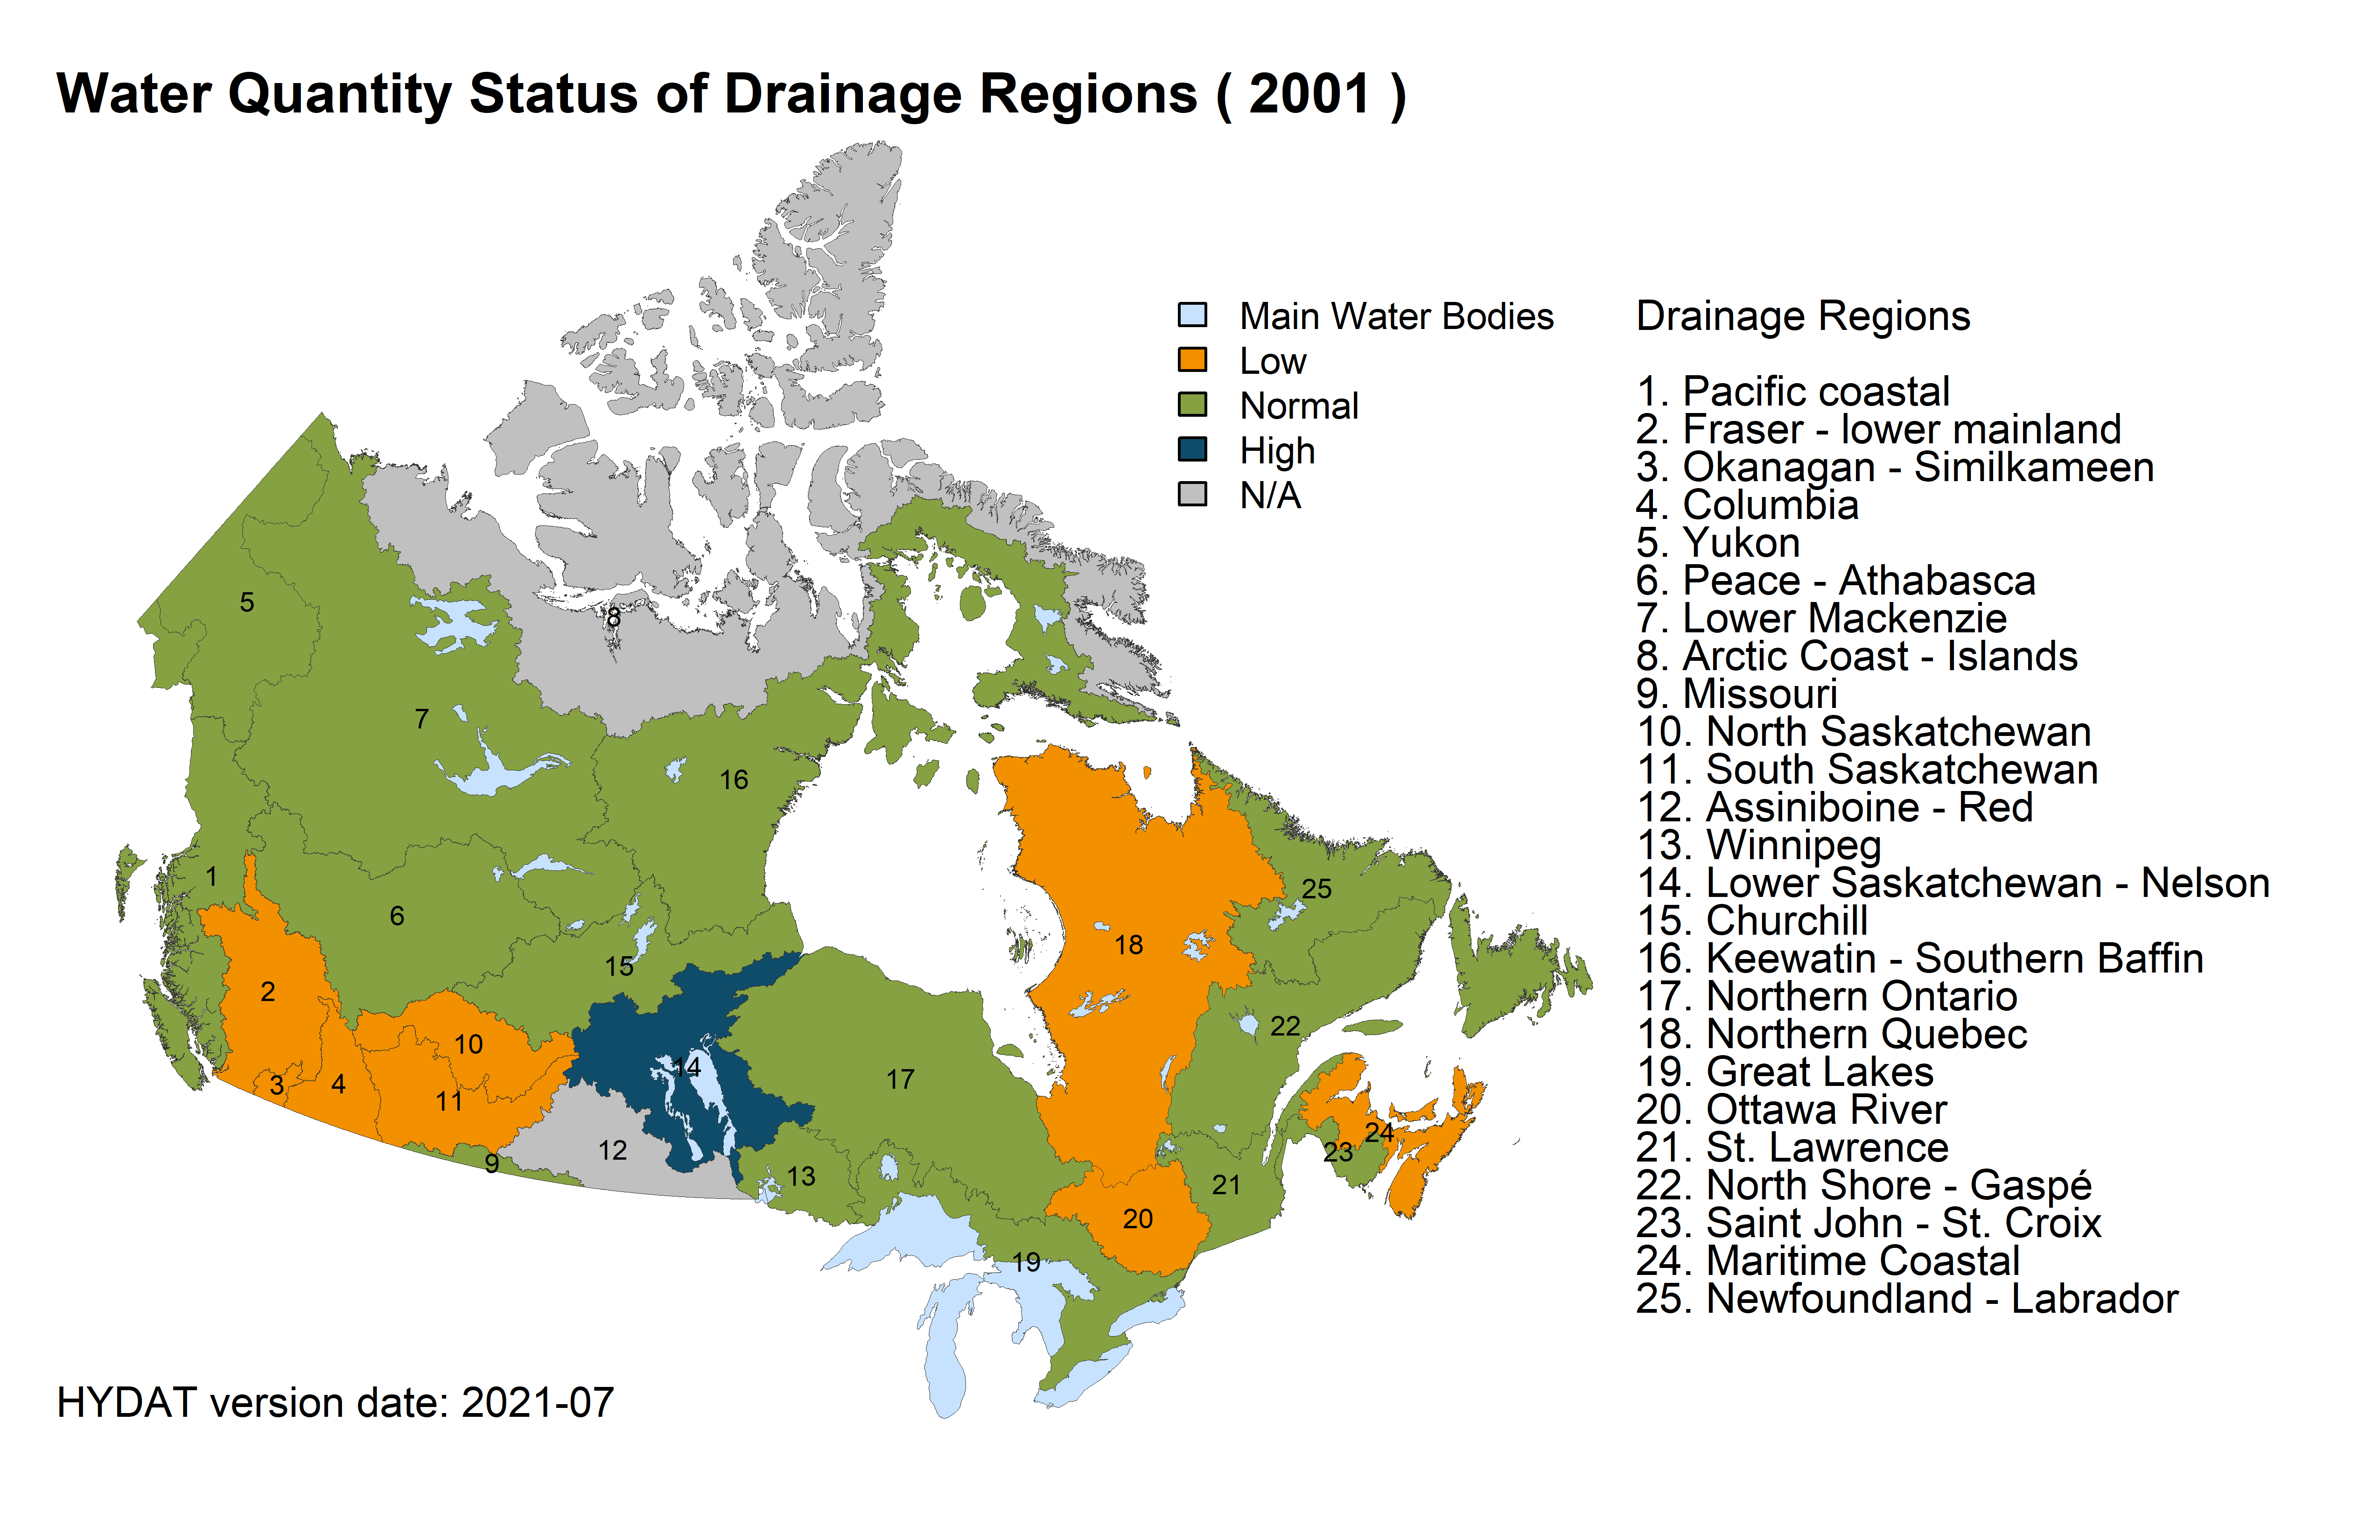 Water Quantity Status of Drainage Regions ( 2001 )
Main Water Bodies
Low
Normal
High
N/A
Drainage Regions
1. Pacific coastal
2. Fraser - lower mainland
3. Okanagan - Similkameen
4. Columbia
5. Yukon
6. Peace - Athabasca
7. Lower Mackenzie
8. Arctic Coast - Islands
9. Missouri
10. North Saskatchewan
11. South Saskatchewan
12. Assiniboine - Red
13. Winnipeg
14. Lower Saskatchewan - Nelson
15. Churchill
16. Keewatin - Southern Baffin
17. Northern Ontario
18. Northern Quebec
19. Great Lakes
20. Ottawa River
21. St. Lawrence
22. North Shore - Gaspé
23. Saint John - St. Croix
24. Maritime Coastal
25. Newfoundland - Labrador
5
8
7
16
1
25
6
18
15
2
22
10
14
17
3
4
11
24
12
23
9
13
21
20
19
HYDAT version date: 2021-07